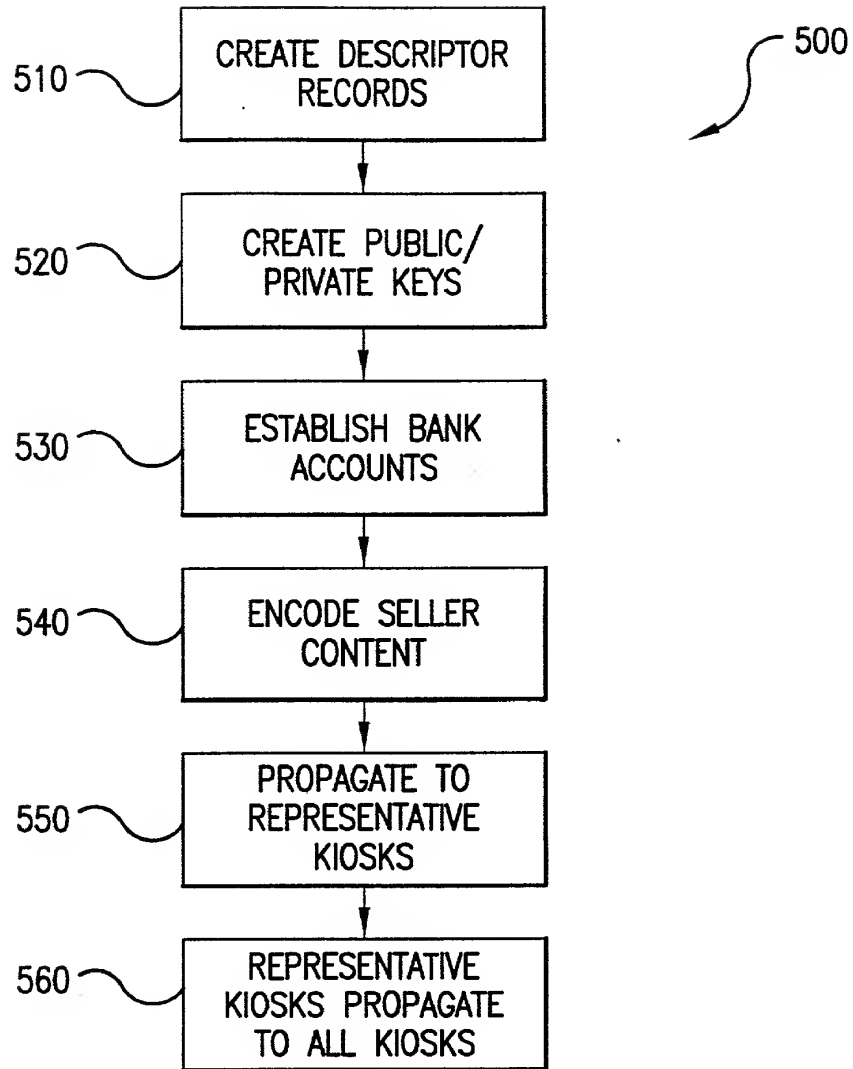 500
510
CREATE DESCRIPTOR
RECORDS
520
CREATE PUBLIC/
PRIVATE KEYS
530
ESTABLISH BANK
ACCOUNTS
540
ENCODE SELLER
CONTENT
550
PROPAGATE TO
REPRESENTATIVE
KIOSKS
560
REPRESENTATIVE
KIOSKS PROPAGATE
TO ALL KIOSKS